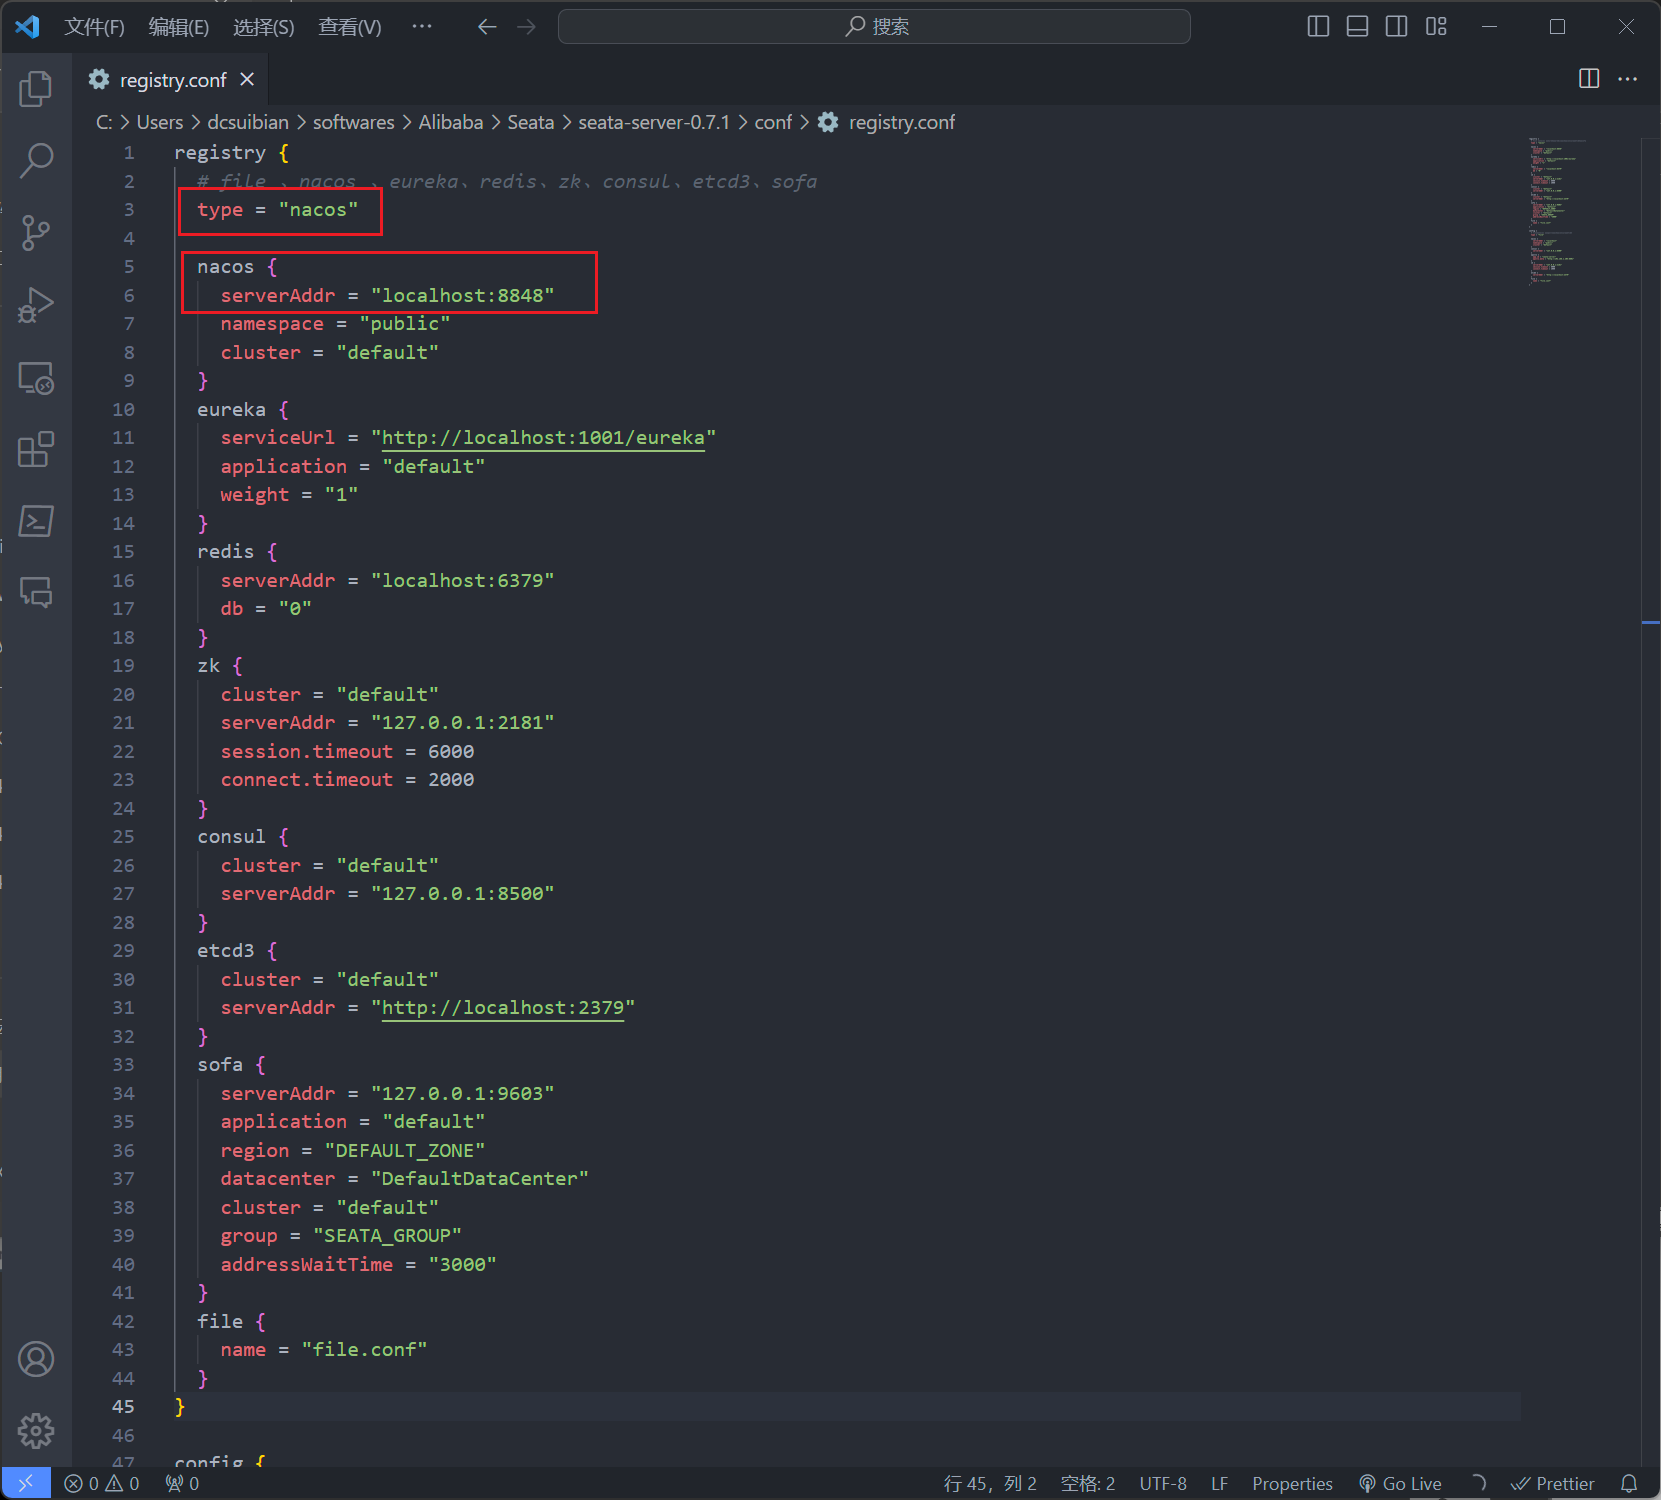 文件(F) 编辑(E) 选择(S) 查看(V) ··· 搜索
registry.conf
C: > Users > dcsuibian > softwares > Alibaba > Seata > seata-server-0.7.1 > conf > registry.conf
1 registry {
2 # file 、nacos 、eureka、redis、zk、consul、etcd3、sofa
3 type = "nacos"
4
5 nacos {
6 serverAddr = "localhost:8848"
7 namespace = "public"
8 cluster = "default"
9 }
10 eureka {
11 serviceUrl = "http://localhost:1001/eureka"
12 application = "default"
13 weight = "1"
14 }
15 redis {
16 serverAddr = "localhost:6379"
17 db = "0"
18 }
19 zk {
20 cluster = "default"
21 serverAddr = "127.0.0.1:2181"
22 session.timeout = 6000
23 connect.timeout = 2000
24 }
25 consul {
26 cluster = "default"
27 serverAddr = "127.0.0.1:8500"
28 }
29 etcd3 {
30 cluster = "default"
31 serverAddr = "http://localhost:2379"
32 }
33 sofa {
34 serverAddr = "127.0.0.1:9603"
35 application = "default"
36 region = "DEFAULT_ZONE"
37 datacenter = "DefaultDataCenter"
38 cluster = "default"
39 group = "SEATA_GROUP"
40 addressWaitTime = "3000"
41 }
42 file {
43 name = "file.conf"
44 }
45 }
46
47 config {
0 0 0 行 45，列 2 空格: 2 UTF-8 LF Properties Go Live Prettier